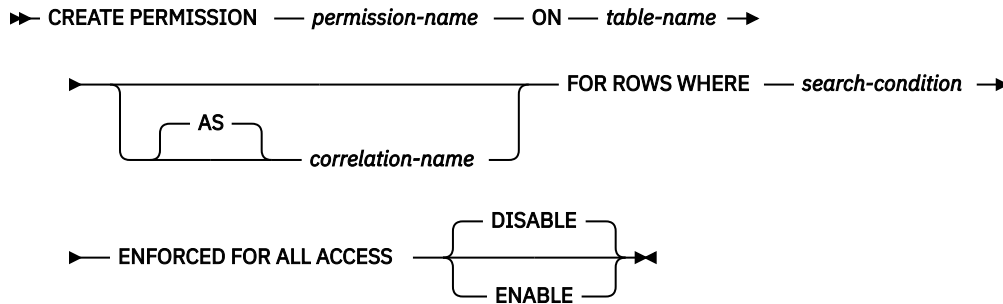 CREATE PERMISSION permission-name ON table-name
FOR ROWS WHERE search-condition
AS
correlation-name
DISABLE
ENFORCED FOR ALL ACCESS
ENABLE